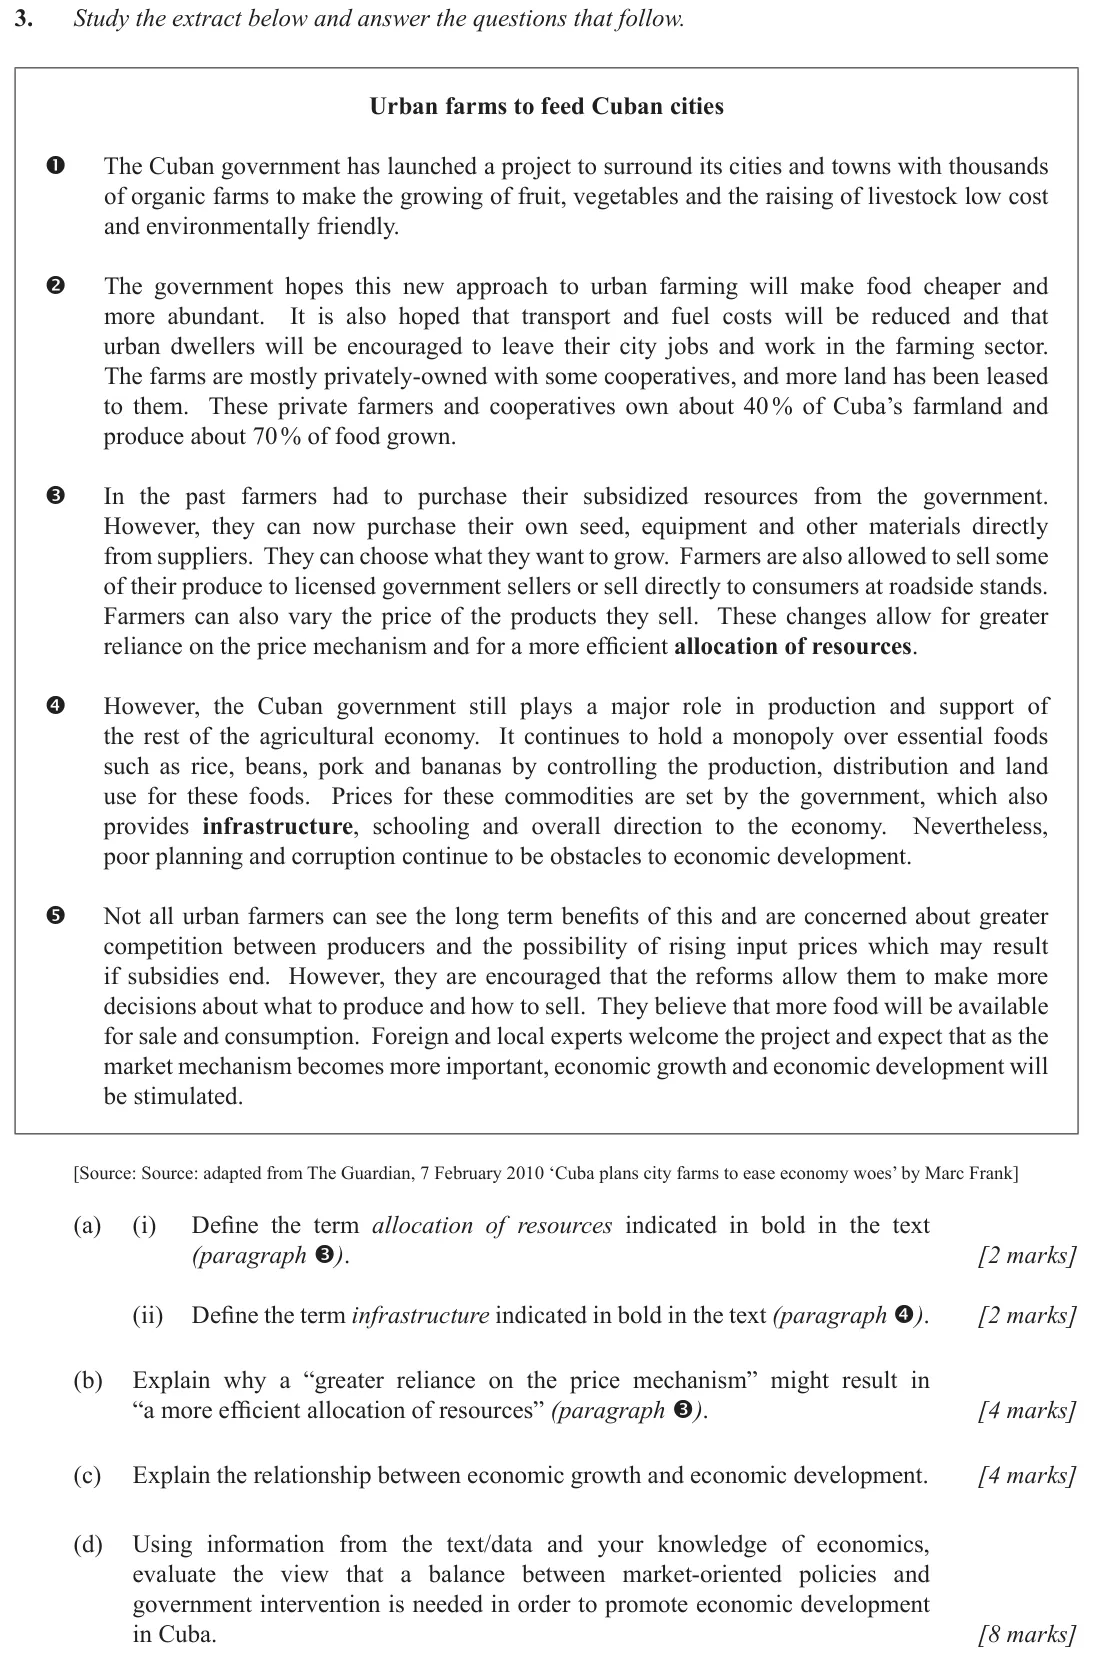 3. Study the extract below and answer the questions that follow.
Urban farms to feed Cuban cities
❶ The Cuban government has launched a project to surround its cities and towns with thousands
of organic farms to make the growing of fruit, vegetables and the raising of livestock low cost
and environmentally friendly.
❷ The government hopes this new approach to urban farming will make food cheaper and
more abundant. It is also hoped that transport and fuel costs will be reduced and that
urban dwellers will be encouraged to leave their city jobs and work in the farming sector.
The farms are mostly privately-owned with some cooperatives, and more land has been leased
to them. These private farmers and cooperatives own about 40% of Cuba's farmland and
produce about 70% of food grown.
❸ In the past farmers had to purchase their subsidized resources from the government.
However, they can now purchase their own seed, equipment and other materials directly
from suppliers. They can choose what they want to grow. Farmers are also allowed to sell some
of their produce to licensed government sellers or sell directly to consumers at roadside stands.
Farmers can also vary the price of the products they sell. These changes allow for greater
reliance on the price mechanism and for a more efficient allocation of resources.
❹ However, the Cuban government still plays a major role in production and support of
the rest of the agricultural economy. It continues to hold a monopoly over essential foods
such as rice, beans, pork and bananas by controlling the production, distribution and land
use for these foods. Prices for these commodities are set by the government, which also
provides infrastructure, schooling and overall direction to the economy. Nevertheless,
poor planning and corruption continue to be obstacles to economic development.
❺ Not all urban farmers can see the long term benefits of this and are concerned about greater
competition between producers and the possibility of rising input prices which may result
if subsidies end. However, they are encouraged that the reforms allow them to make more
decisions about what to produce and how to sell. They believe that more food will be available
for sale and consumption. Foreign and local experts welcome the project and expect that as the
market mechanism becomes more important, economic growth and economic development will
be stimulated.
[Source: Source: adapted from The Guardian, 7 February 2010 'Cuba plans city farms to ease economy woes' by Marc Frank]
(a) (i) Define the term allocation of resources indicated in bold in the text
(paragraph ❸). [2 marks]
(ii) Define the term infrastructure indicated in bold in the text (paragraph ❹). [2 marks]
(b) Explain why a "greater reliance on the price mechanism" might result in
"a more efficient allocation of resources" (paragraph ❸). [4 marks]
(c) Explain the relationship between economic growth and economic development. [4 marks]
(d) Using information from the text/data and your knowledge of economics,
evaluate the view that a balance between market-oriented policies and
government intervention is needed in order to promote economic development
in Cuba. [8 marks]